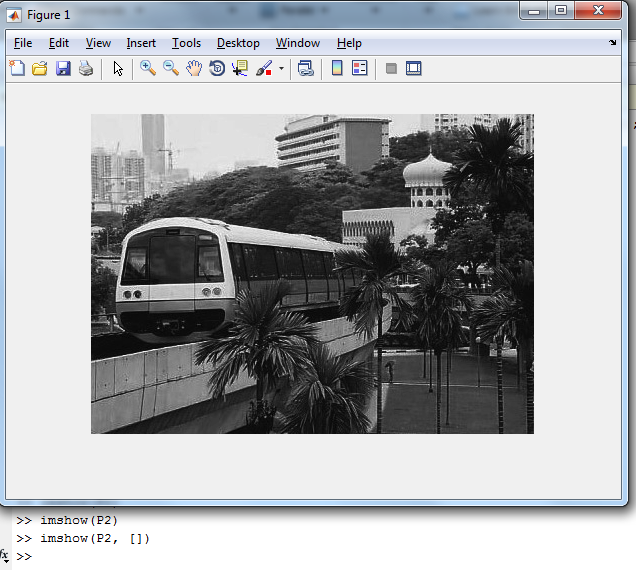 Figure 1
File Edit View Insert Tools Desktop Window Help
>> imshow(P2)
>> imshow(P2, [])
>>
fx